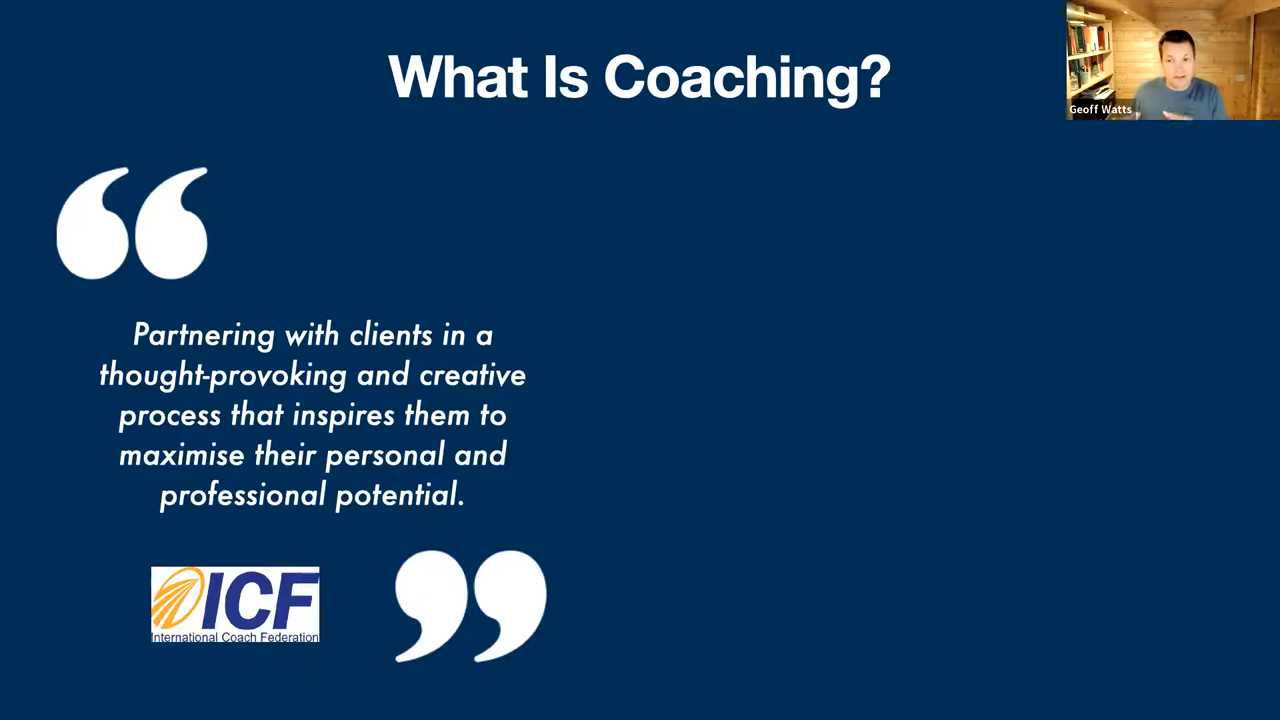 What Is Coaching?
Geoff Watts
“
Partnering with clients in a
thought-provoking and creative
process that inspires them to
maximise their personal and
professional potential.
ICF
International Coach Federation
”